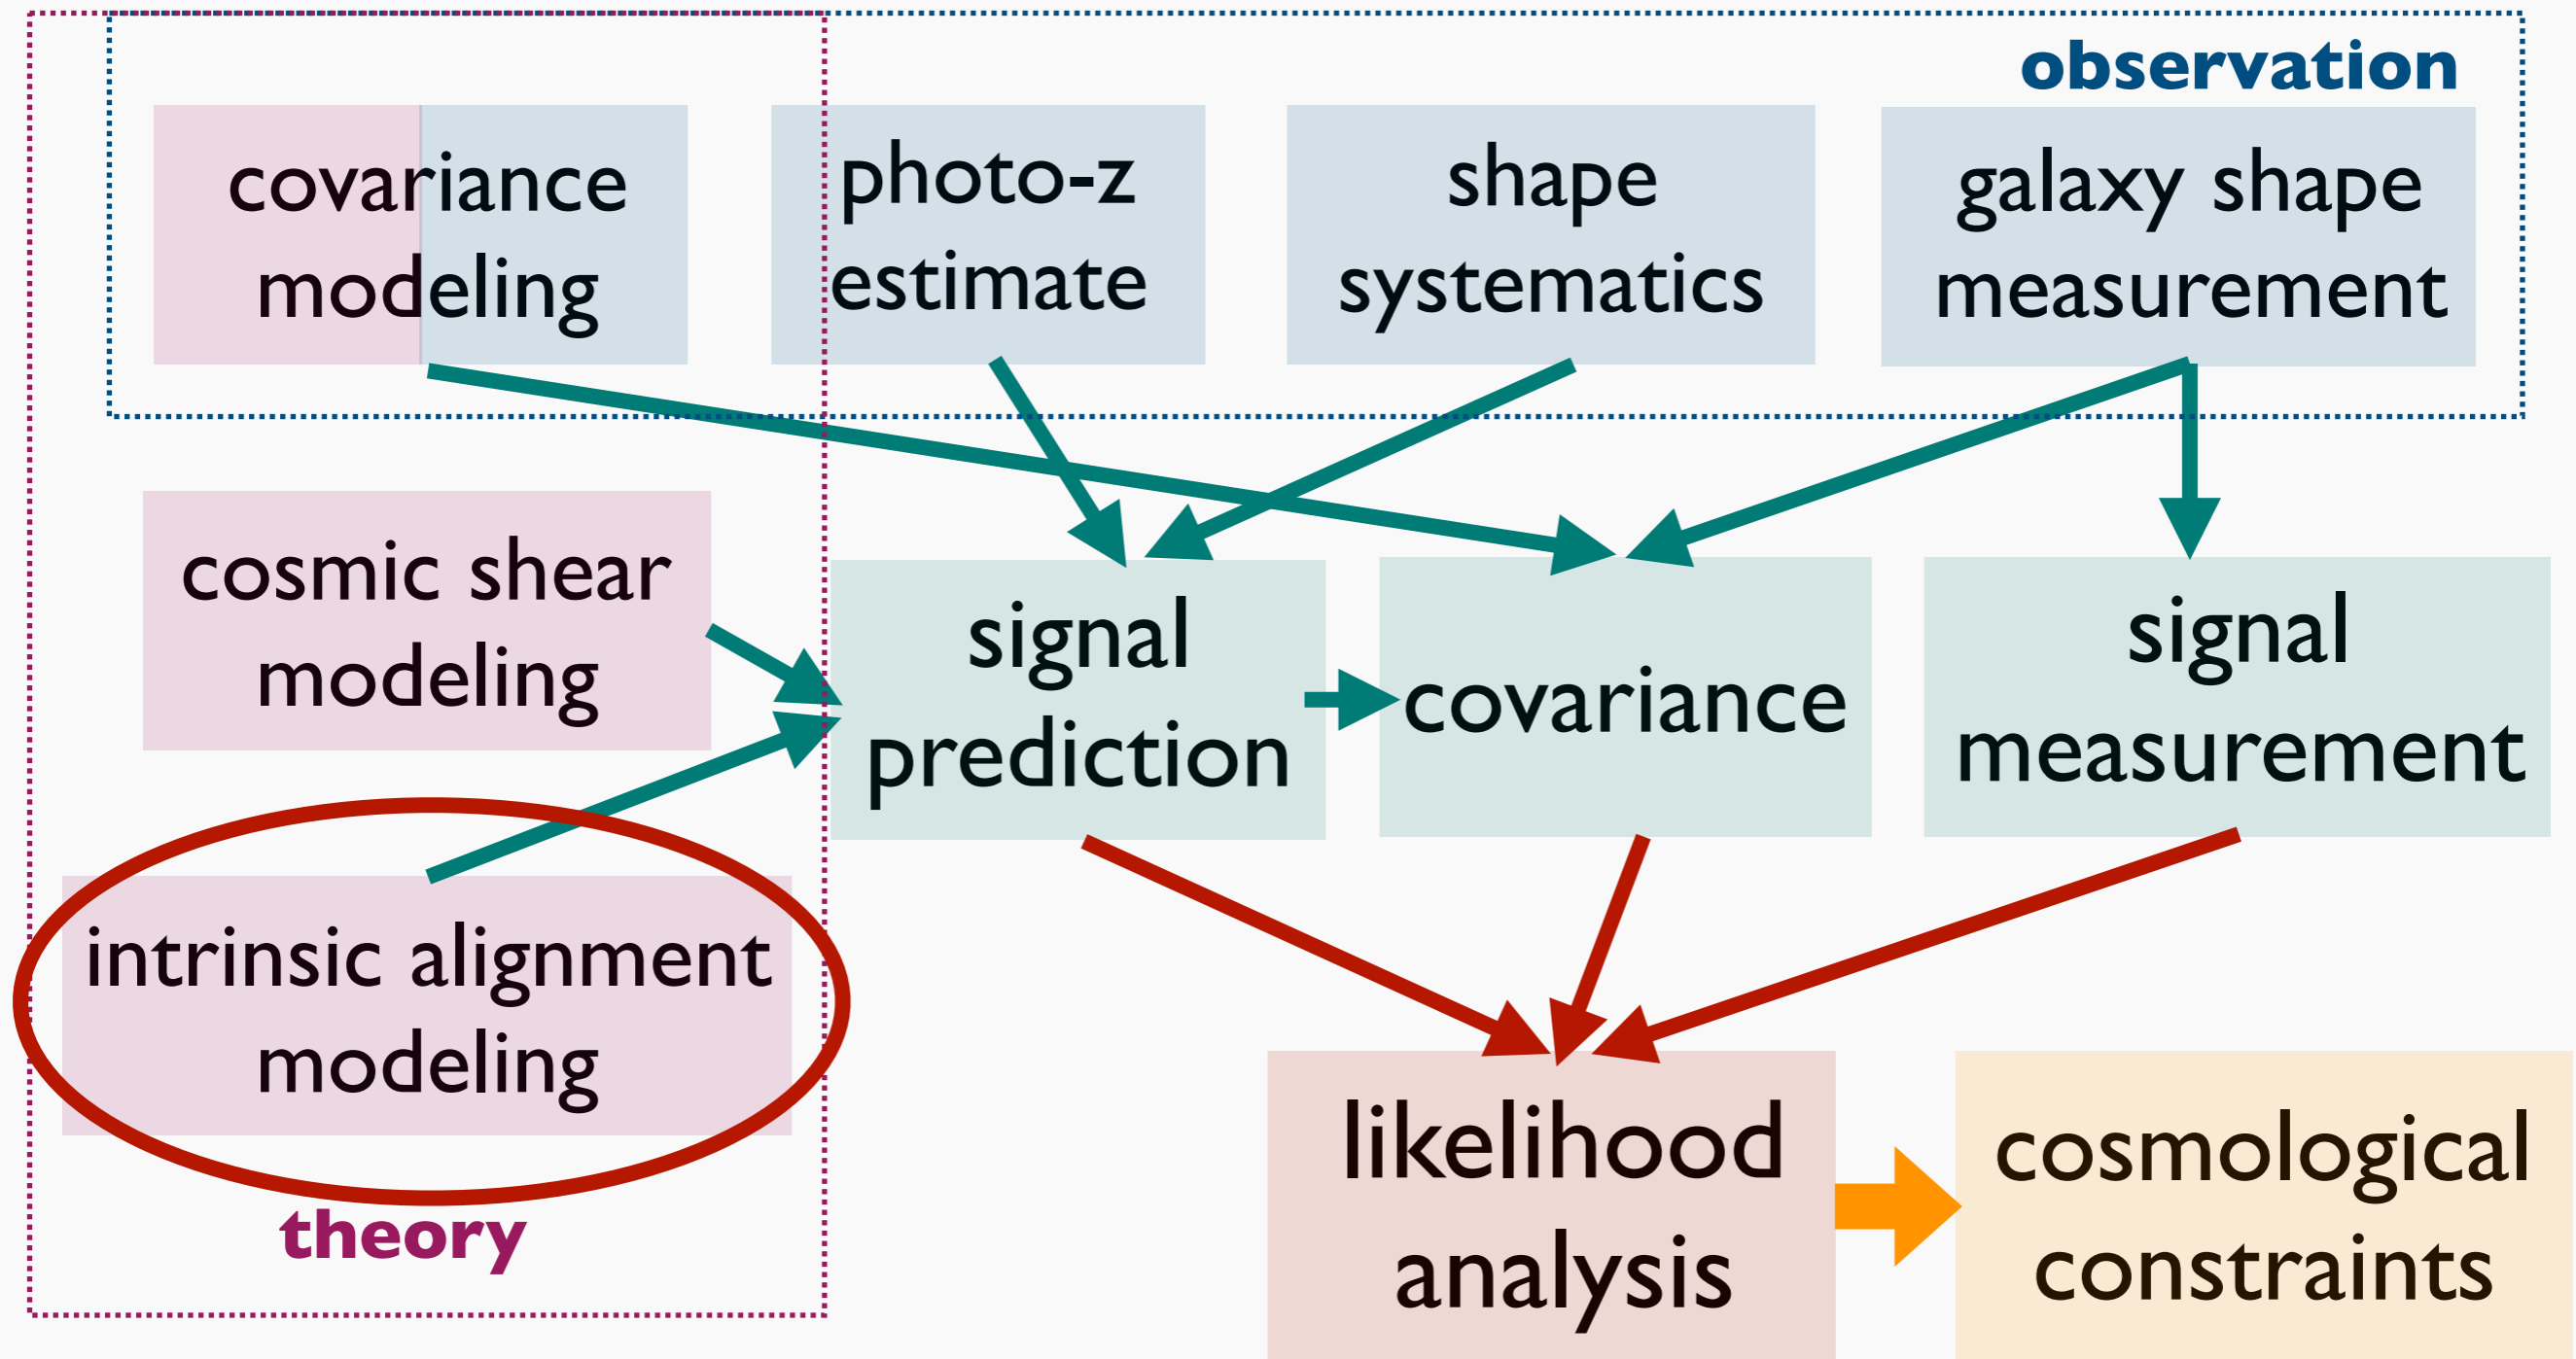 observation
covariance
modeling
photo-z
estimate
shape
systematics
galaxy shape
measurement
cosmic shear
modeling
signal
prediction
covariance
signal
measurement
intrinsic alignment
modeling
theory
likelihood
analysis
cosmological
constraints